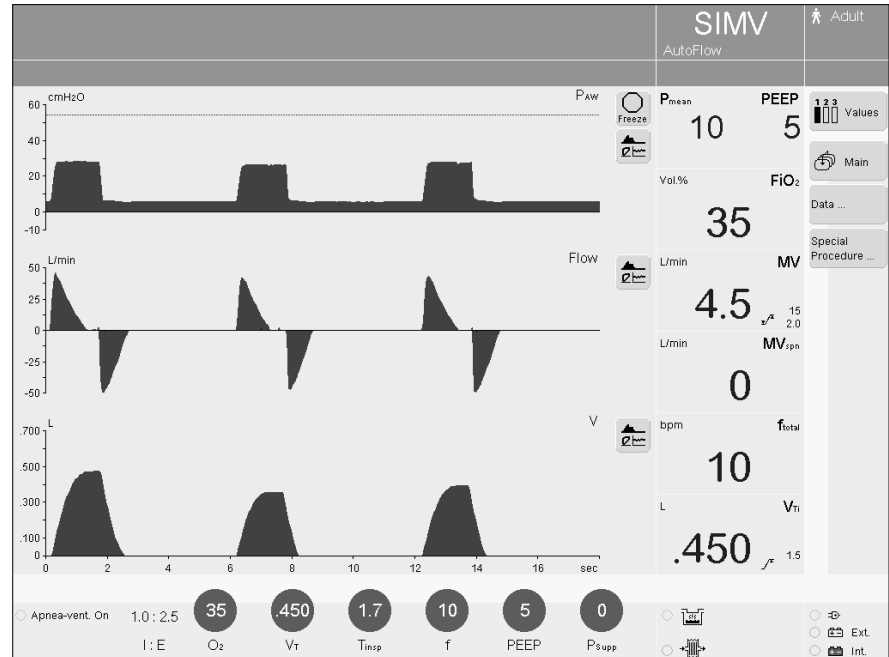 SIMV
Adult
AutoFlow
cmH2O
PAW
60
40
20
0
-10
Freeze
Pmean
PEEP
10
5
1 2 3
Values
Main
Vol.%
FiO2
35
Data ...
Special
Procedure ...
L/min
Flow
50
25
0
-25
-50
L/min
MV
4.5
15
2.0
L/min
MVspn
0
L
V
.700
.500
.300
.100
0
0 2 4 6 8 10 12 14 16 sec
bpm
ftotal
10
L
VTi
.450
1.5
Apnea-vent. On
1.0 : 2.5
35
.450
1.7
10
5
0
I : E
O2
VT
Tinsp
f
PEEP
Psupp
Ext.
Int.